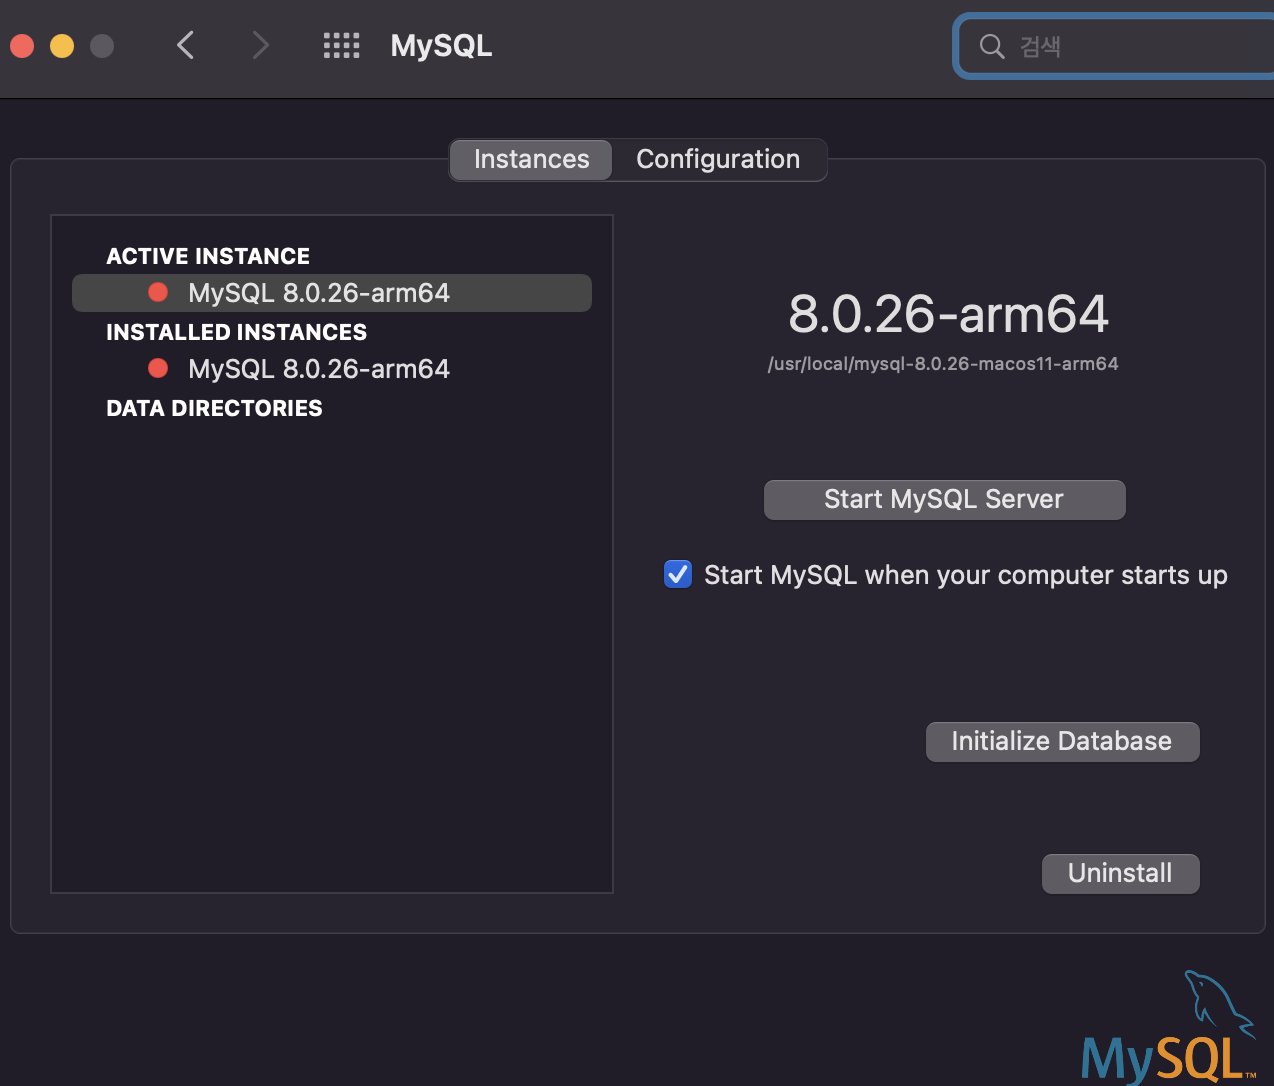 MySQL
검색
Instances
Configuration
ACTIVE INSTANCE
MySQL 8.0.26-arm64
INSTALLED INSTANCES
MySQL 8.0.26-arm64
DATA DIRECTORIES
8.0.26-arm64
/usr/local/mysql-8.0.26-macos11-arm64
Start MySQL Server
Start MySQL when your computer starts up
Initialize Database
Uninstall
MySQL™